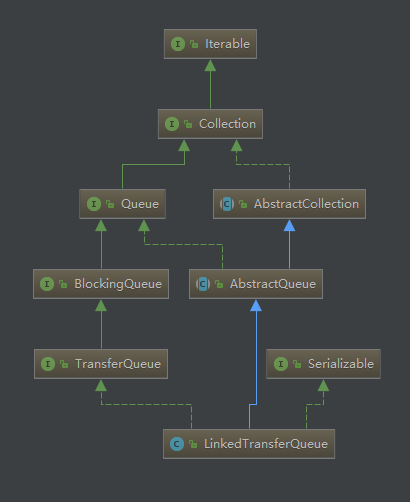 I Iterable
I Collection
I Queue
C AbstractCollection
I BlockingQueue
C AbstractQueue
I TransferQueue
I Serializable
C LinkedTransferQueue